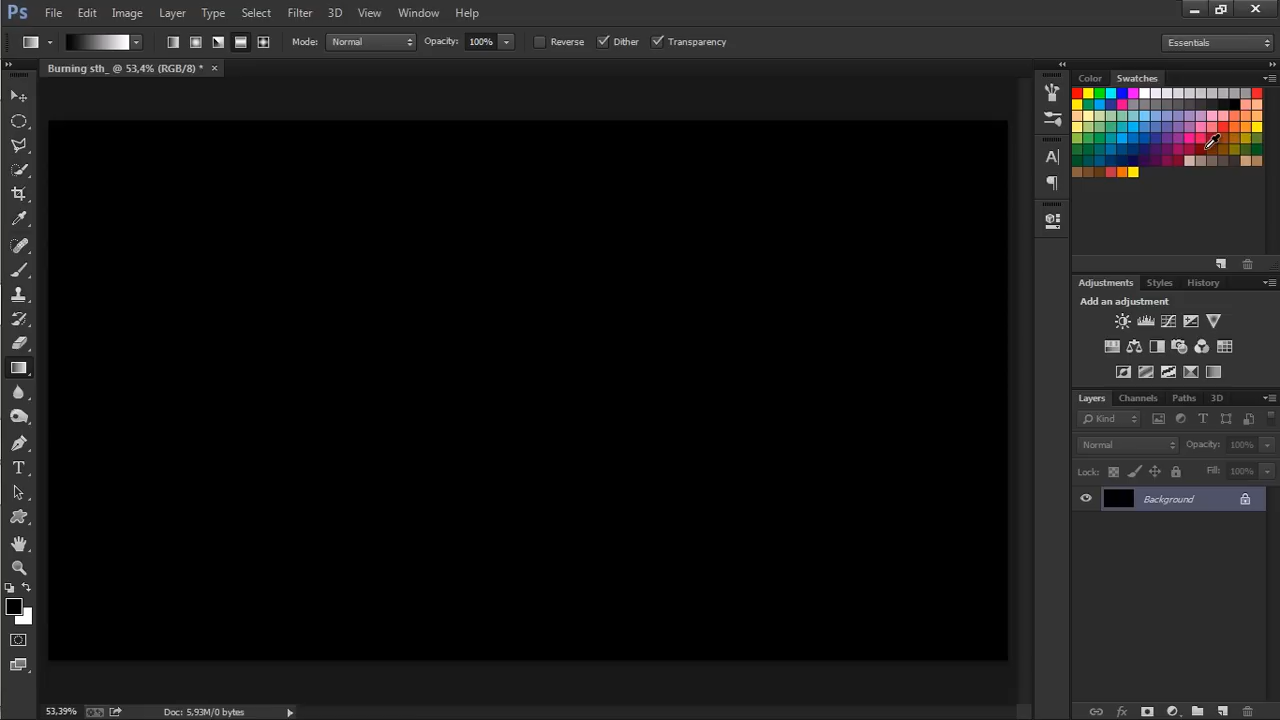 Ps File Edit Image Layer Type Select Filter 3D View Window Help
Mode: Normal Opacity: 100% Reverse Dither Transparency Essentials
Burning sth_ @ 53,4% (RGB/8) * ×
Color Swatches
Adjustments Styles History
Add an adjustment
Layers Channels Paths 3D
Kind
Normal Opacity: 100%
Lock: Fill: 100%
Background
53,39% Doc: 5,93M/0 bytes